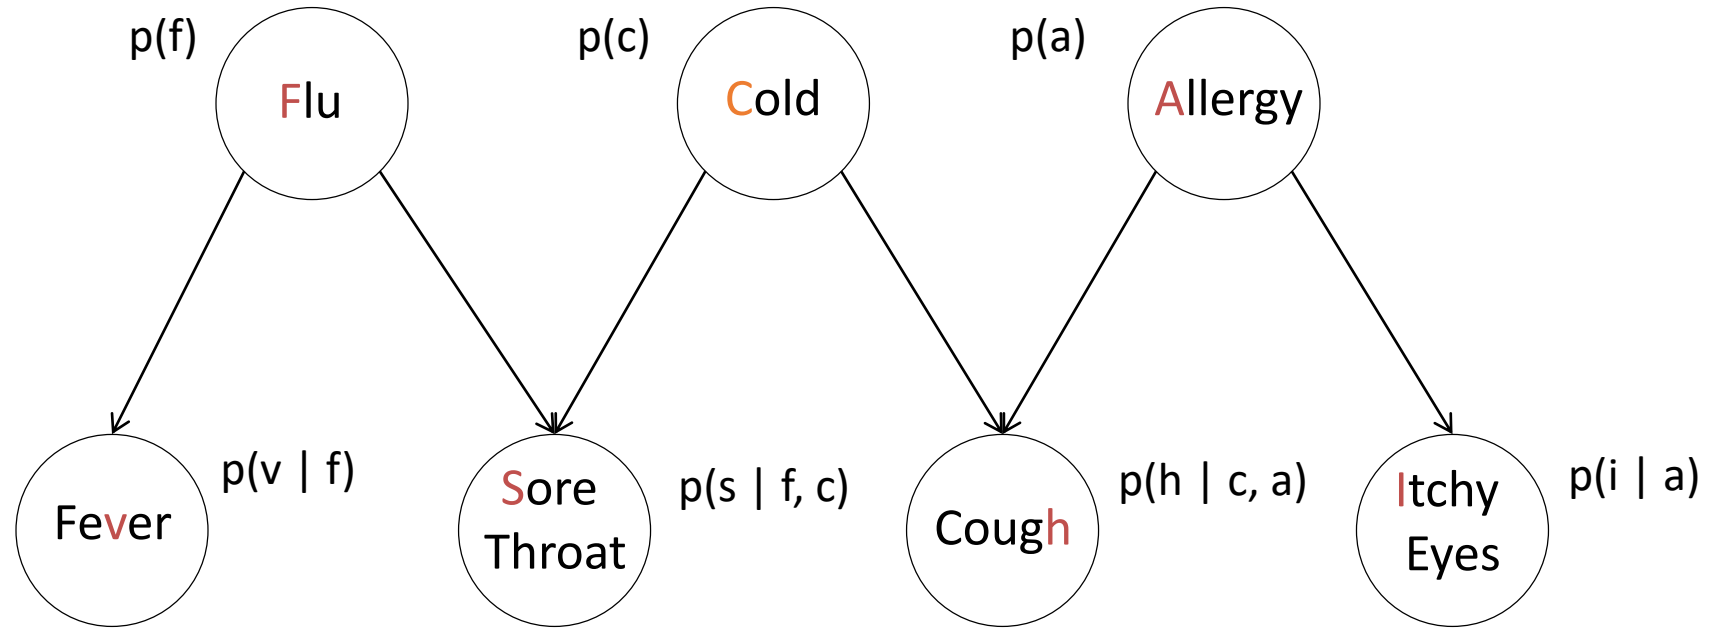 p(f)
Flu
p(c)
Cold
p(a)
Allergy
Fever
p(v | f)
Sore
Throat
p(s | f, c)
Cough
p(h | c, a)
Itchy
Eyes
p(i | a)